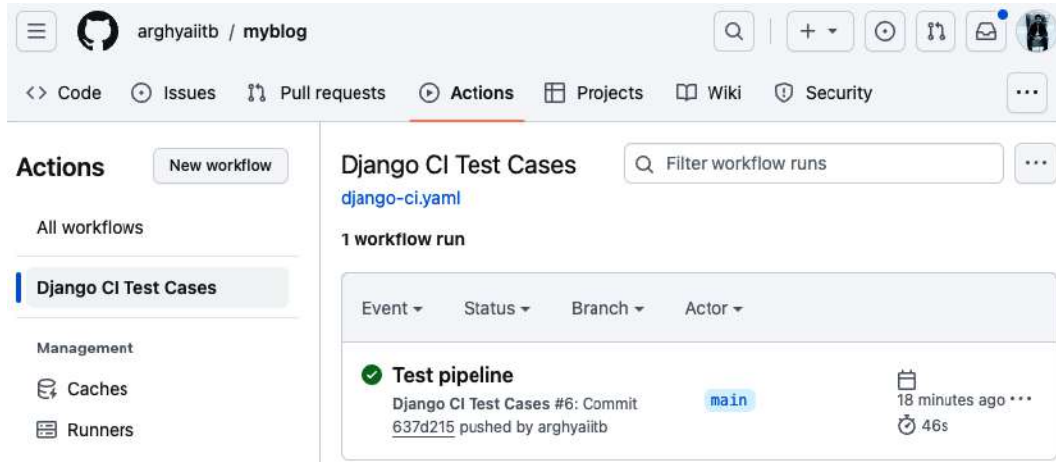 arghyaiitb / myblog
Code Issues Pull requests Actions Projects Wiki Security
Actions
New workflow
All workflows
Django CI Test Cases
Management
Caches
Runners
Django CI Test Cases
Filter workflow runs
django-ci.yaml
1 workflow run
Event Status Branch Actor
Test pipeline
Django CI Test Cases #6: Commit
637d215 pushed by arghyaiitb
main
18 minutes ago
46s